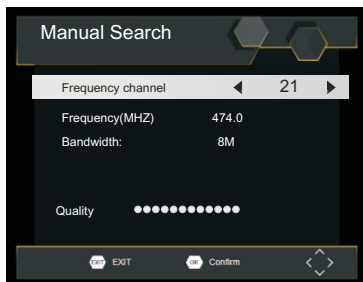 Manual Search
Frequency channel 21
Frequency(MHZ) 474.0
Bandwidth: 8M
Quality
EXIT EXIT OK Confirm